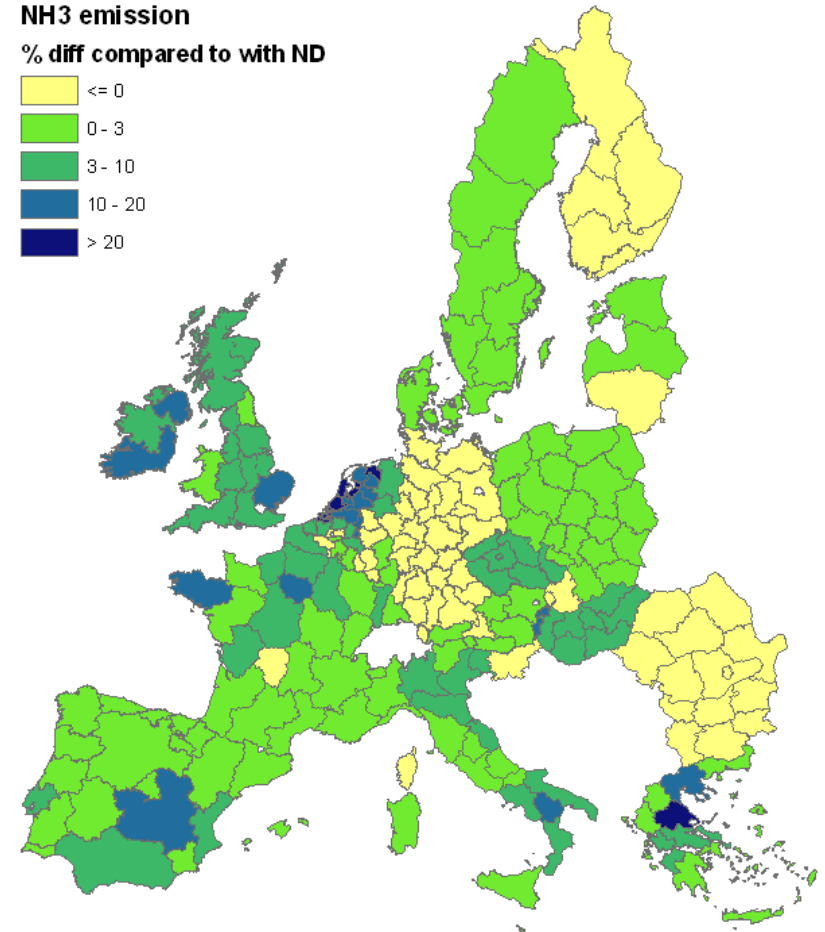 NH3 emission
% diff compared to with ND
<= 0
0 - 3
3 - 10
10 - 20
> 20